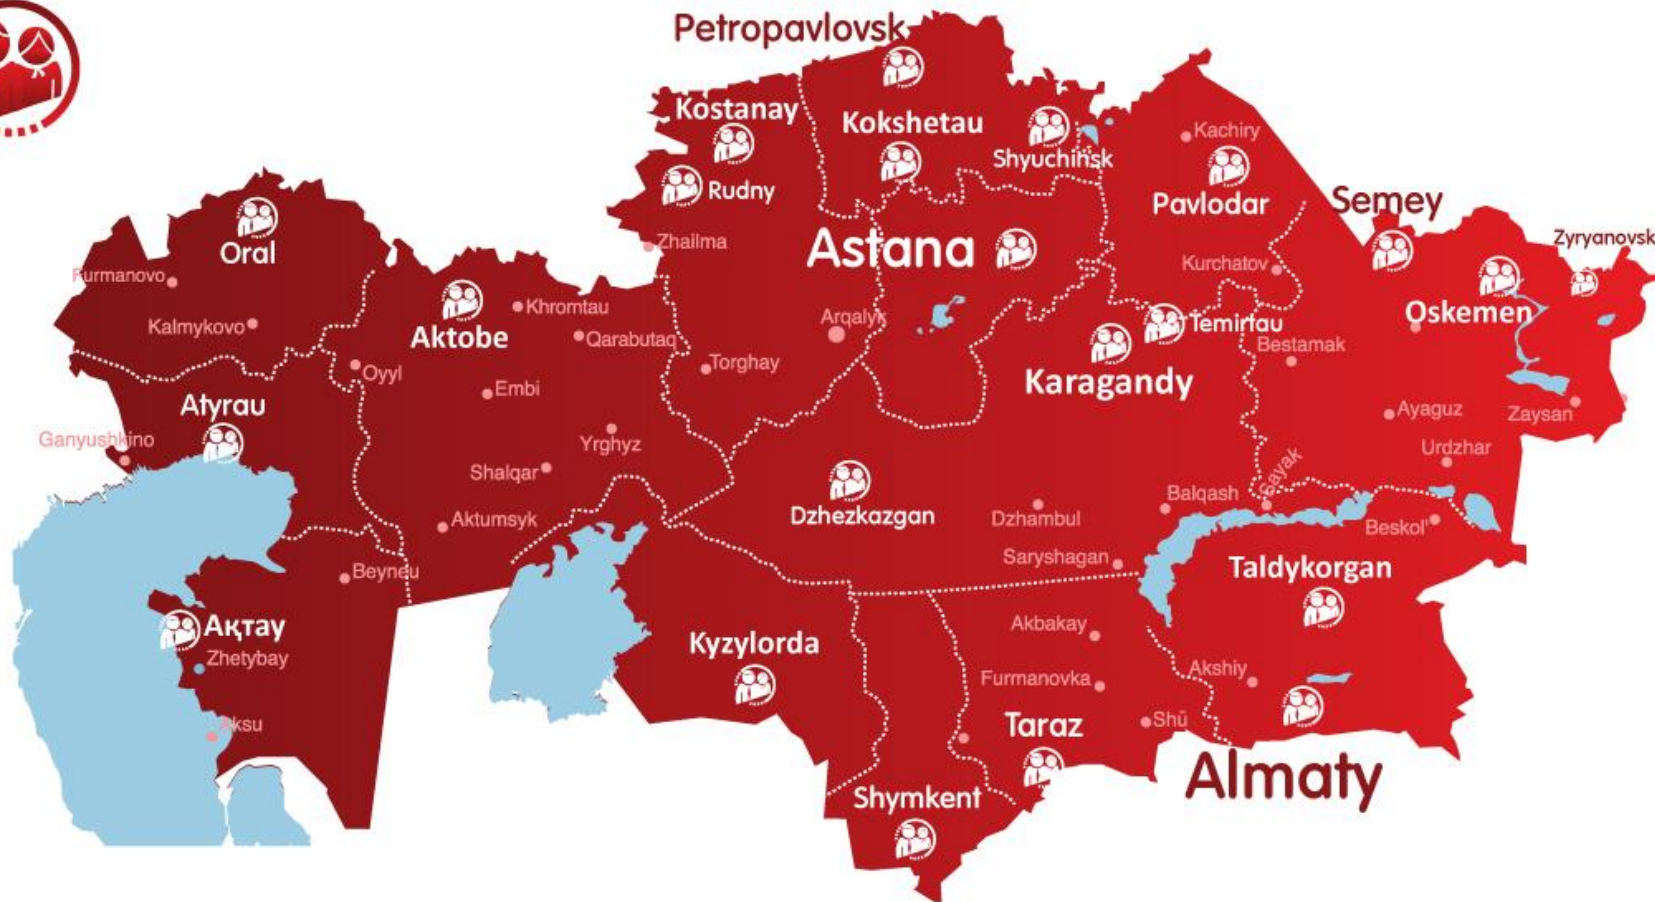 Petropavlovsk
Kostanay
Kokshetau
Shyuchinsk
Kachiry
Rudny
Pavlodar
Semey
Zyryanovsk
Oral
Astana
Zhailma
Kurchatov
Furmanovo
Khromtau
Oskemen
Kalmykovo
Aktobe
Qarabutaq
Arqalyk
Temirtau
Bestamak
Oyyl
Torghay
Karagandy
Embi
Atyrau
Ayaguz
Zaysan
Ganyushkino
Yrghyz
Urdzhar
Shalqar
Sayak
Balqash
Dzhezkazgan
Dzhambul
Aktumsyk
Beskol'
Saryshagan
Beyneu
Taldykorgan
Ақтау
Akbakay
Kyzylorda
Zhetybay
Akshiy
Furmanovka
Aksu
Taraz
Shū
Almaty
Shymkent